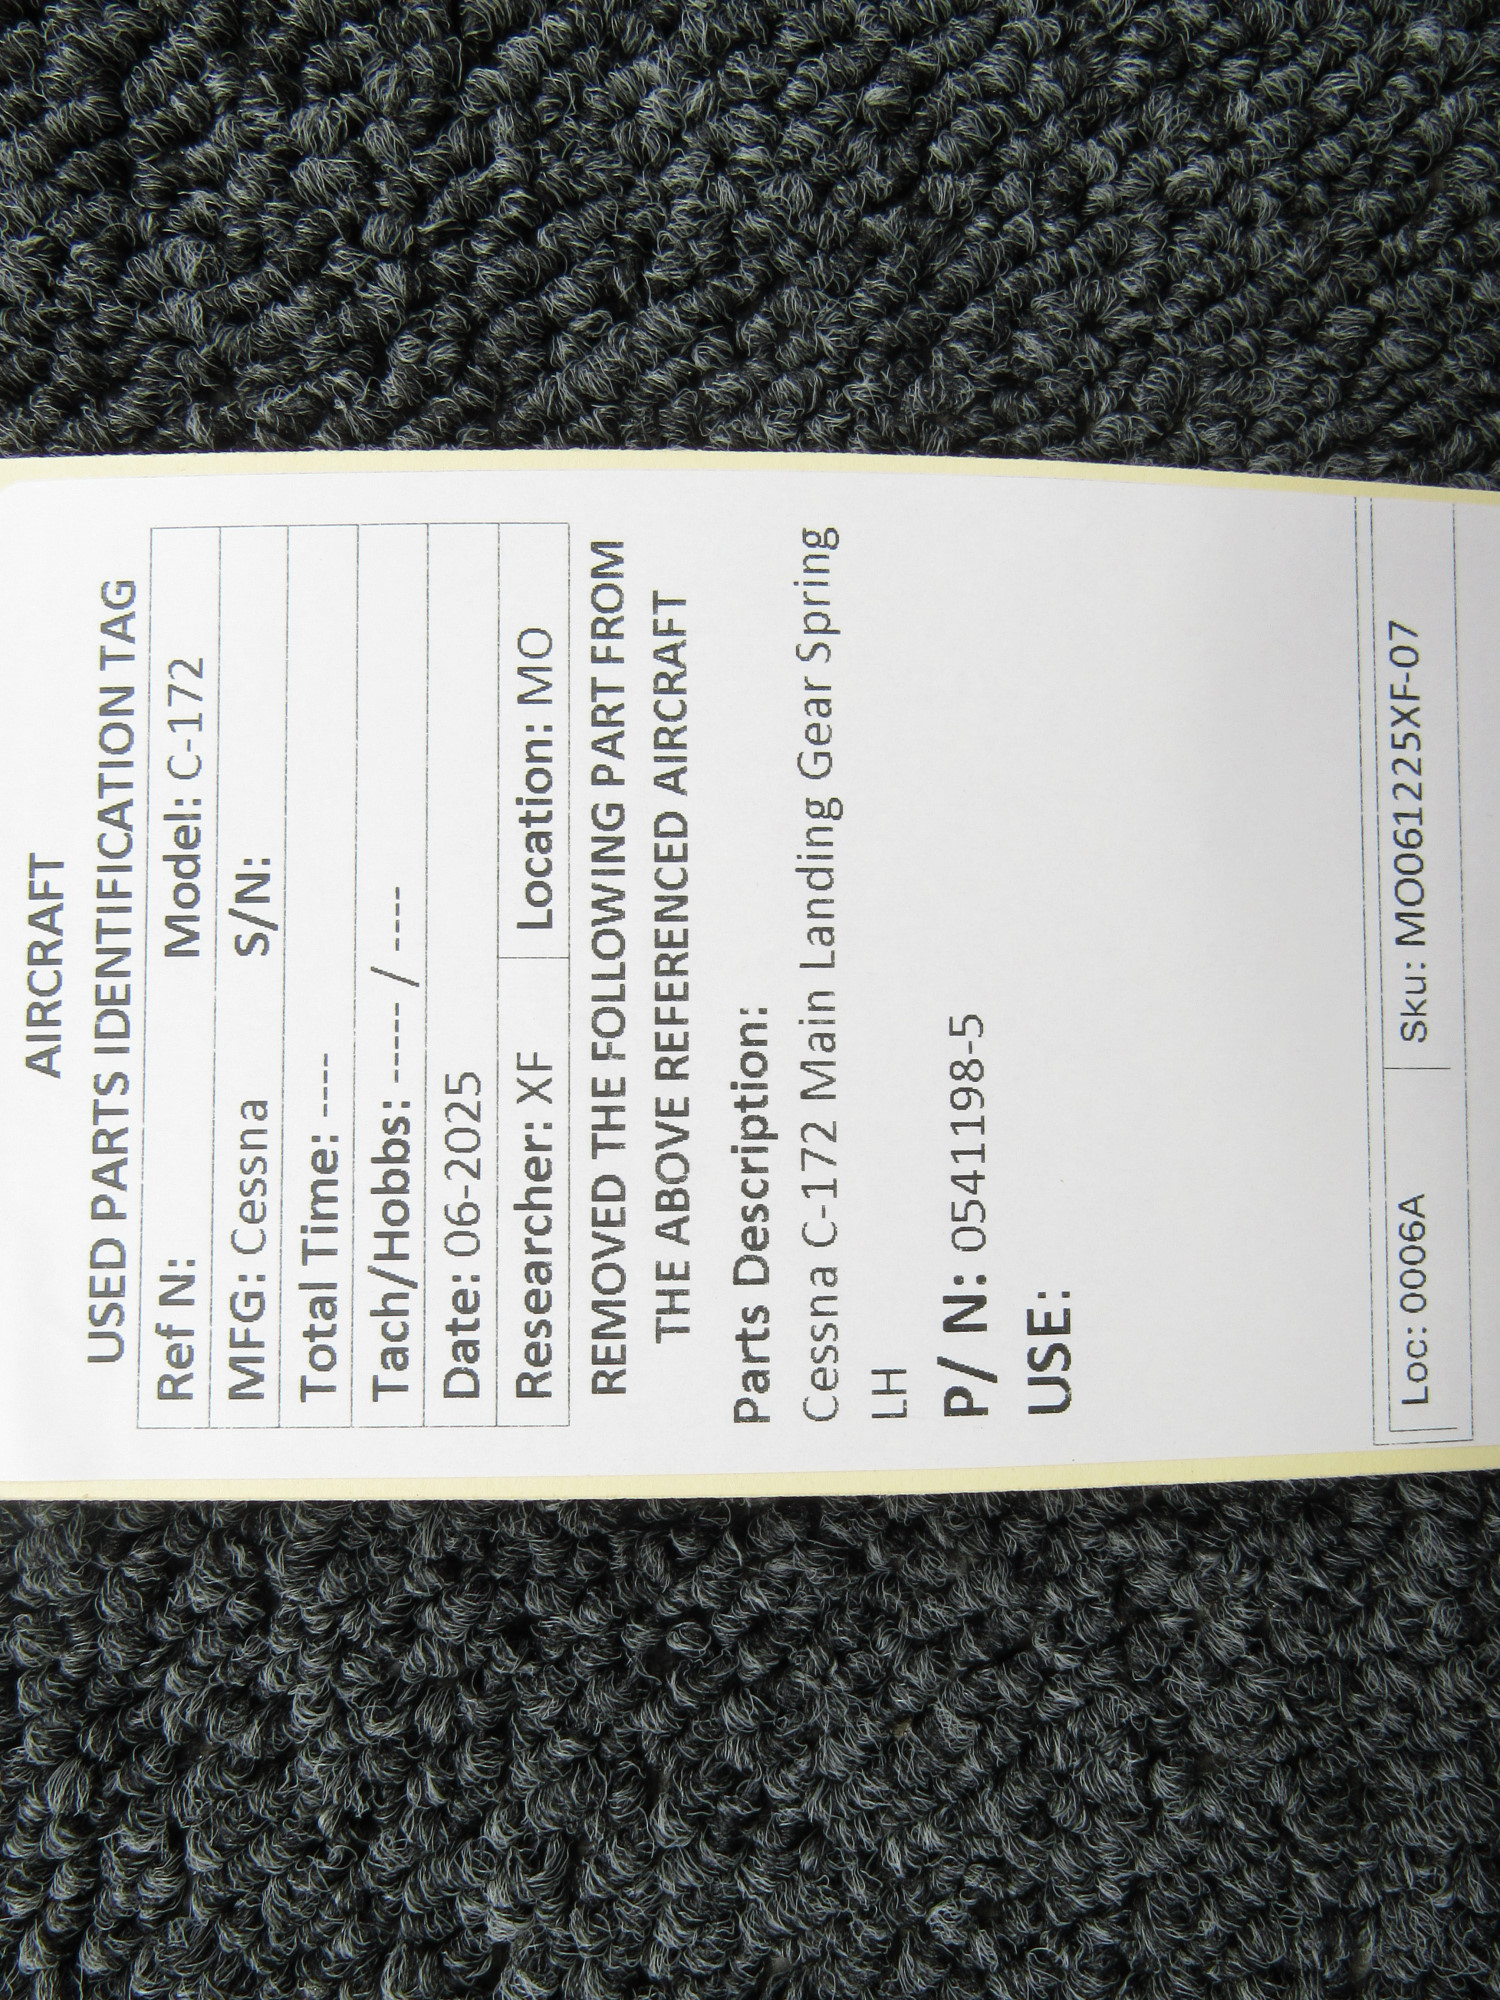 AIRCRAFT
USED PARTS IDENTIFICATION TAG
Ref N: Model: C-172
MFG: Cessna S/N:
Total Time: ----
Tach/Hobbs: ----- / ----
Date: 06-2025
Researcher: XF Location: MO
REMOVED THE FOLLOWING PART FROM
THE ABOVE REFERENCED AIRCRAFT
Parts Description:
Cessna C-172 Main Landing Gear Spring
LH
P/ N: 0541198-5
USE:
Loc: 0006A Sku: MO061225XF-07